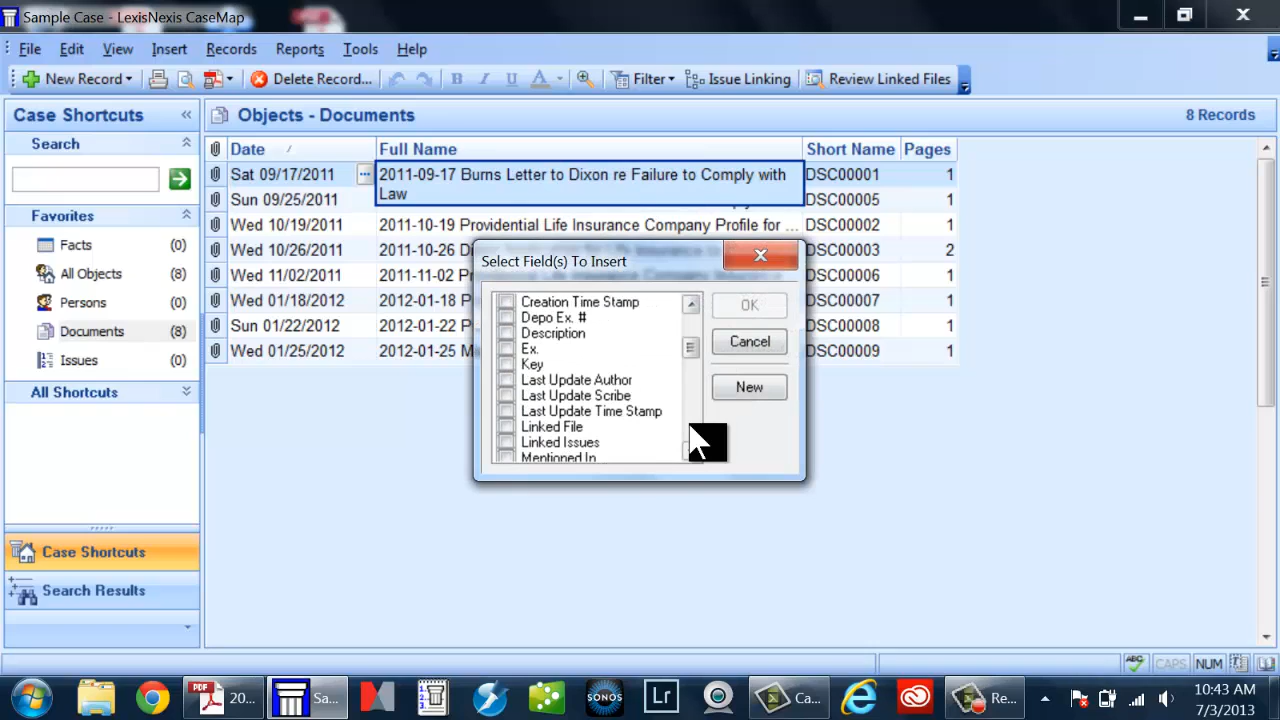 Sample Case - LexisNexis CaseMap
File Edit View Insert Records Reports Tools Help
New Record Delete Record... B I U A Filter Issue Linking Review Linked Files
Case Shortcuts «
Objects - Documents 8 Records
Search
Favorites
Facts (0)
All Objects (8)
Persons (0)
Documents (8)
Issues (0)
All Shortcuts
Case Shortcuts
Search Results
Date Full Name Short Name Pages
Sat 09/17/2011 ... 2011-09-17 Burns Letter to Dixon re Failure to Comply with Law DSC00001 1
Sun 09/25/2011 DSC00005 1
Wed 10/19/2011 2011-10-19 Providential Life Insurance Company Profile for ... DSC00002 1
Wed 10/26/2011 2011-10-26 DSC00003 2
Wed 11/02/2011 2011-11-02 DSC00006 1
Wed 01/18/2012 2012-01-18 P DSC00007 1
Sun 01/22/2012 2012-01-22 P DSC00008 1
Wed 01/25/2012 2012-01-25 M DSC00009 1
Select Field(s) To Insert
Creation Time Stamp
Depo Ex. #
Description
Ex.
Key
Last Update Author
Last Update Scribe
Last Update Time Stamp
Linked File
Linked Issues
Mentioned In
OK
Cancel
New
ABC CAPS NUM
PDF 20... Sa... SONOS Lr Ca... Re...
10:43 AM
7/3/2013